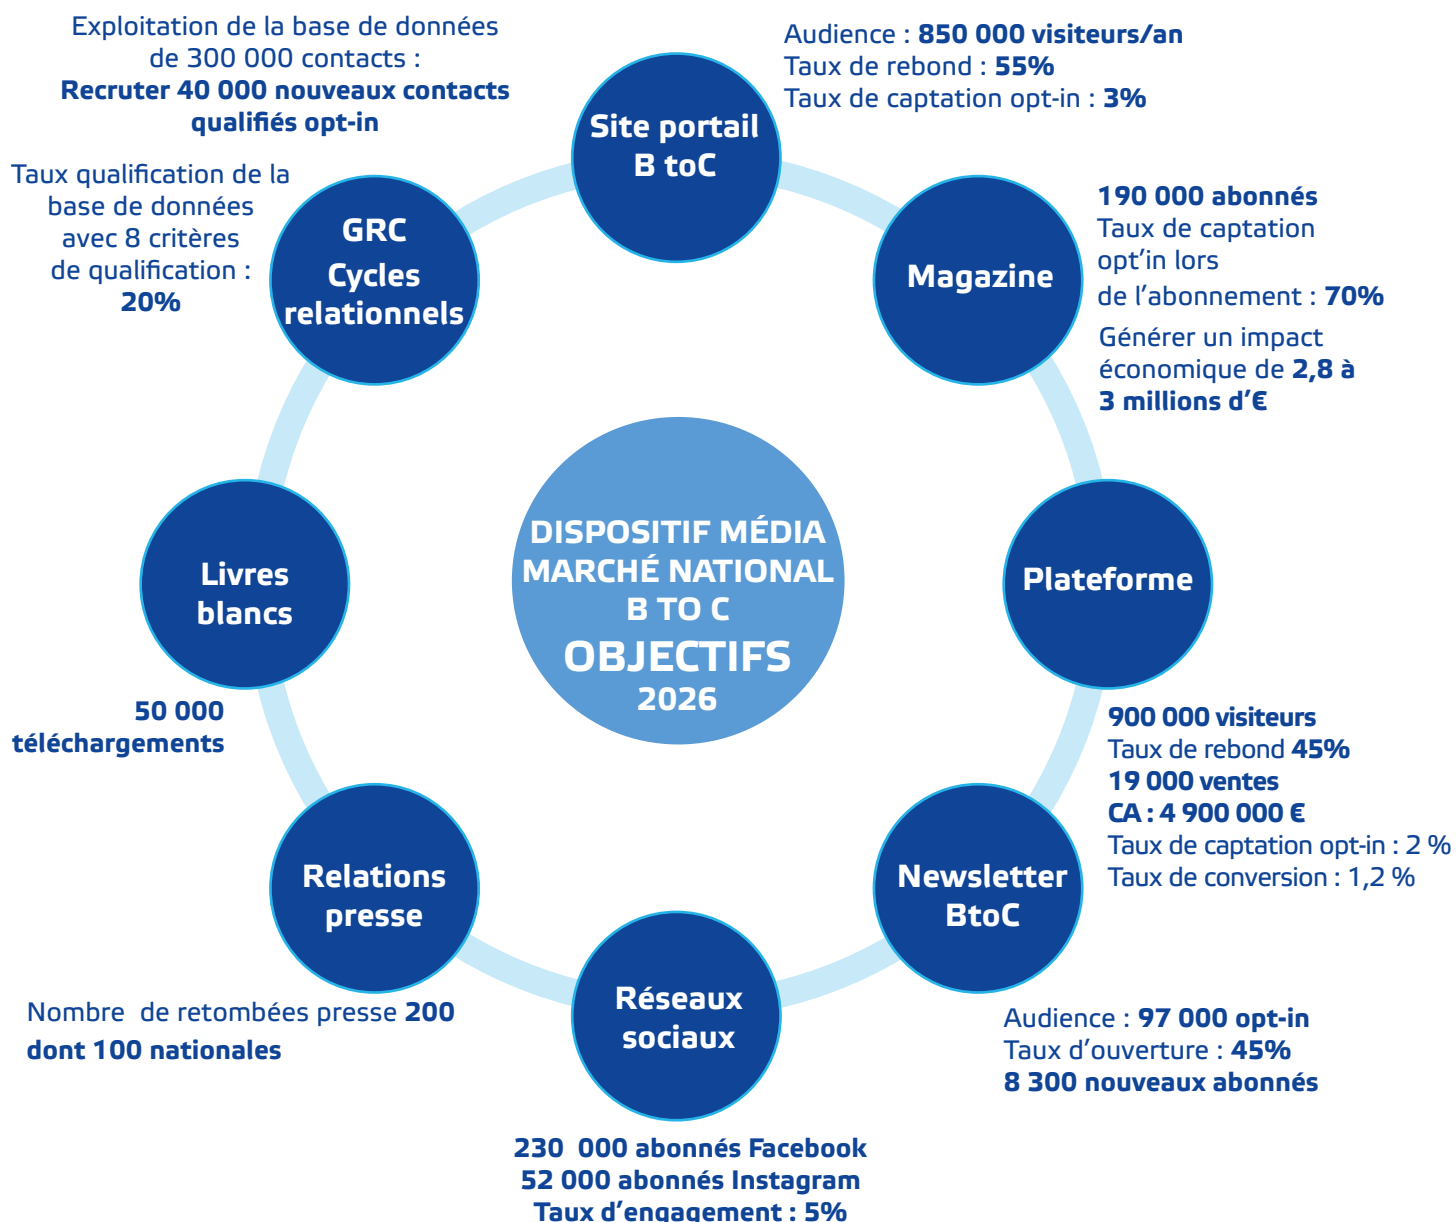 Exploitation de la base de données
de 300 000 contacts :
Recruter 40 000 nouveaux contacts
qualifiés opt-in
Audience : 850 000 visiteurs/an
Taux de rebond : 55%
Taux de captation opt-in : 3%
Site portail
B toC
Taux qualification de la
base de données
avec 8 critères
de qualification :
20%
GRC
Cycles
relationnels
Magazine
190 000 abonnés
Taux de captation
opt'in lors
de l'abonnement : 70%
Générer un impact
économique de 2,8 à
3 millions d'€
DISPOSITIF MÉDIA
MARCHÉ NATIONAL
B TO C
OBJECTIFS
2026
Livres
blancs
50 000
téléchargements
Plateforme
900 000 visiteurs
Taux de rebond 45%
19 000 ventes
CA : 4 900 000 €
Taux de captation opt-in : 2 %
Taux de conversion : 1,2 %
Relations
presse
Nombre  de retombées presse 200
dont 100 nationales
Newsletter
BtoC
Audience : 97 000 opt-in
Taux d'ouverture : 45%
8 300 nouveaux abonnés
Réseaux
sociaux
230  000 abonnés Facebook
52 000 abonnés Instagram
Taux d'engagement : 5%